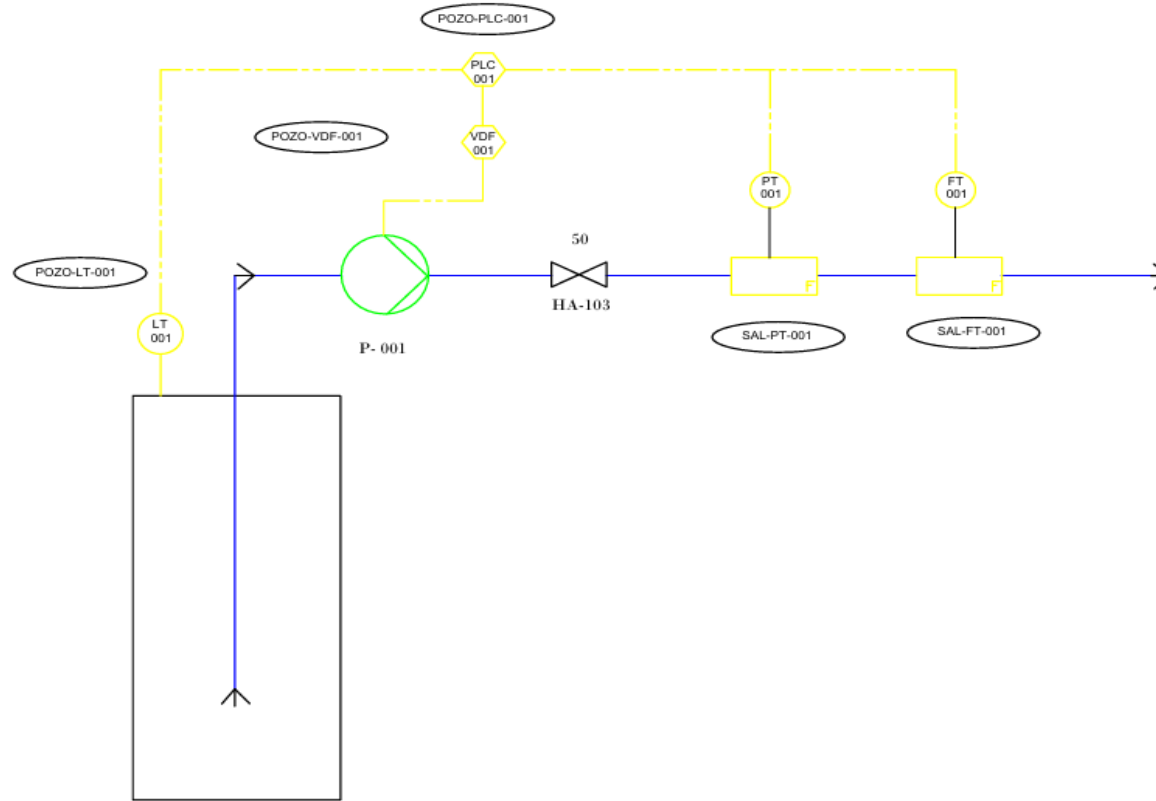 POZO-PLC-001
PLC
001
POZO-VDF-001
VDF
001
PT
001
FT
001
50
POZO-LT-001
HA-103
LT
001
P- 001
F
F
SAL-PT-001
SAL-FT-001